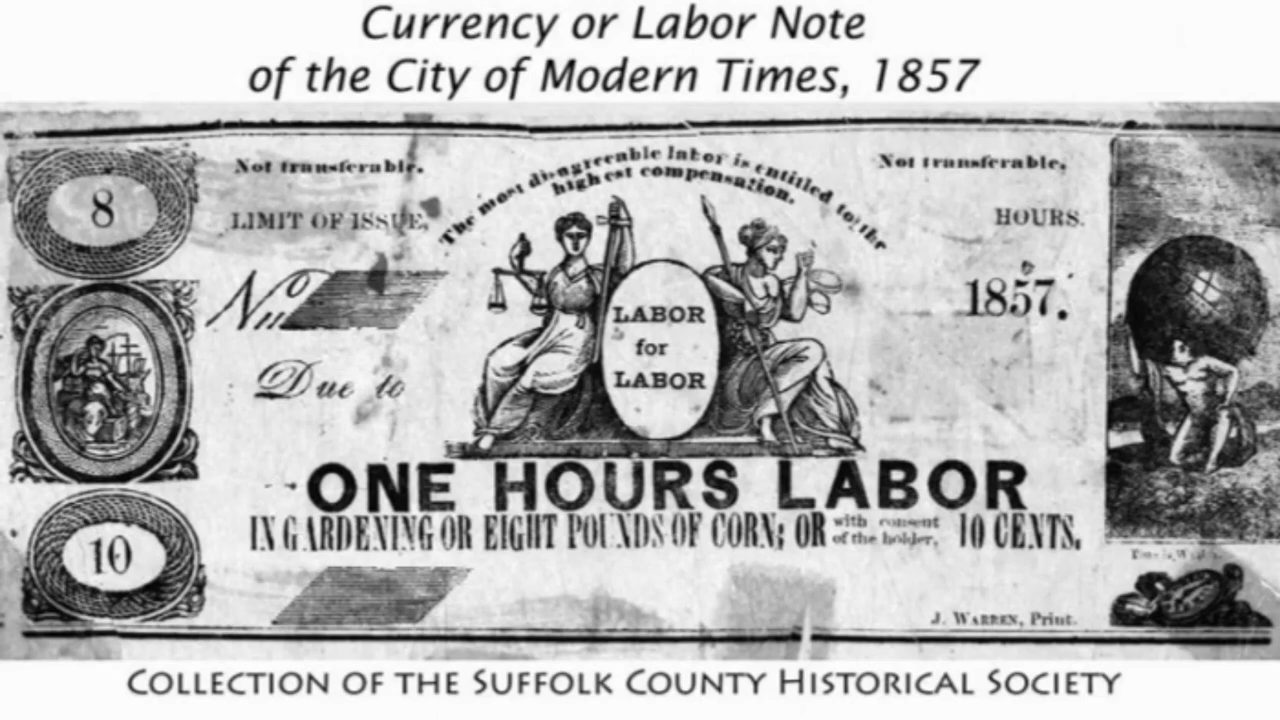 Currency or Labor Note
of the City of Modern Times, 1857
8
Not transferable.
The most disagreeable labor is entitled to the
highest compensation.
Not transferable.
LIMIT OF ISSUE,
HOURS.
No
1857.
LABOR
for
LABOR
Due to
ONE HOURS LABOR
IN GARDENING OR EIGHT POUNDS OF CORN; OR with consent of the holder, 10 CENTS.
10
J. WARREN, Print.
COLLECTION OF THE SUFFOLK COUNTY HISTORICAL SOCIETY